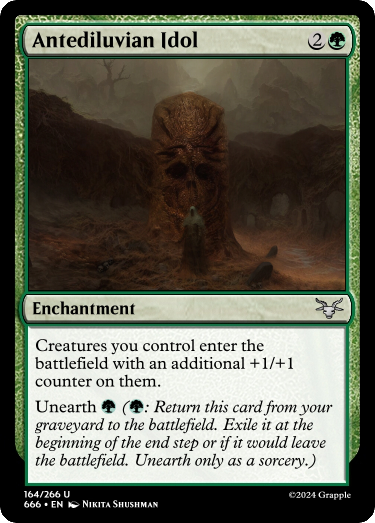 Antediluvian Idol 2
Enchantment
Creatures you control enter the
battlefield with an additional +1/+1
counter on them.
Unearth (: Return this card from your
graveyard to the battlefield. Exile it at the
beginning of the end step or if it would leave
the battlefield. Unearth only as a sorcery.)
164/266 U
666 • EN Nikita Shushman
©2024 Grapple